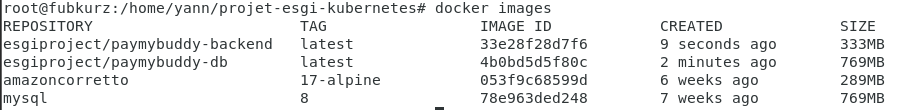 root@fubkurz:/home/yann/projet-esgi-kubernetes# docker images
REPOSITORY TAG IMAGE ID CREATED SIZE
esgiproject/paymybuddy-backend latest 33e28f28d7f6 9 seconds ago 333MB
esgiproject/paymybuddy-db latest 4b0bd5d5f80c 2 minutes ago 769MB
amazoncorretto 17-alpine 053f9c68599d 6 weeks ago 289MB
mysql 8 78e963ded248 7 weeks ago 769MB